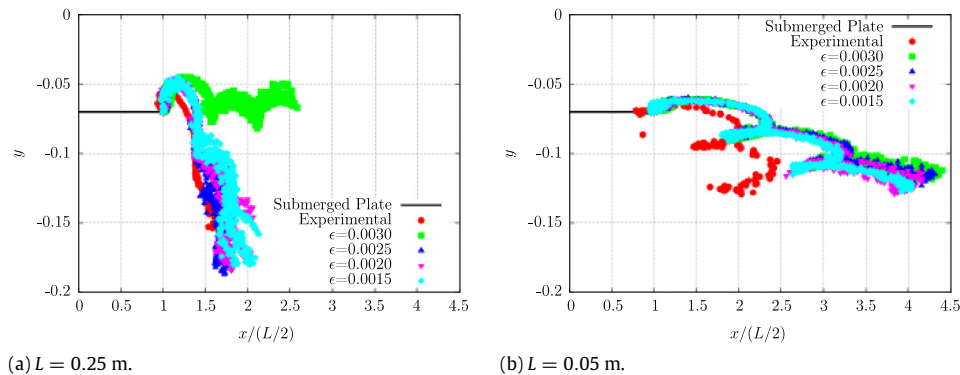 0
-0.05
-0.1
-0.15
-0.2
y
0 0.5 1 1.5 2 2.5 3 3.5 4 4.5
x/(L/2)
Submerged Plate
Experimental
ϵ=0.0030
ϵ=0.0025
ϵ=0.0020
ϵ=0.0015
(a) L = 0.25 m.
0
-0.05
-0.1
-0.15
-0.2
y
0 0.5 1 1.5 2 2.5 3 3.5 4 4.5
x/(L/2)
Submerged Plate
Experimental
ϵ=0.0030
ϵ=0.0025
ϵ=0.0020
ϵ=0.0015
(b) L = 0.05 m.